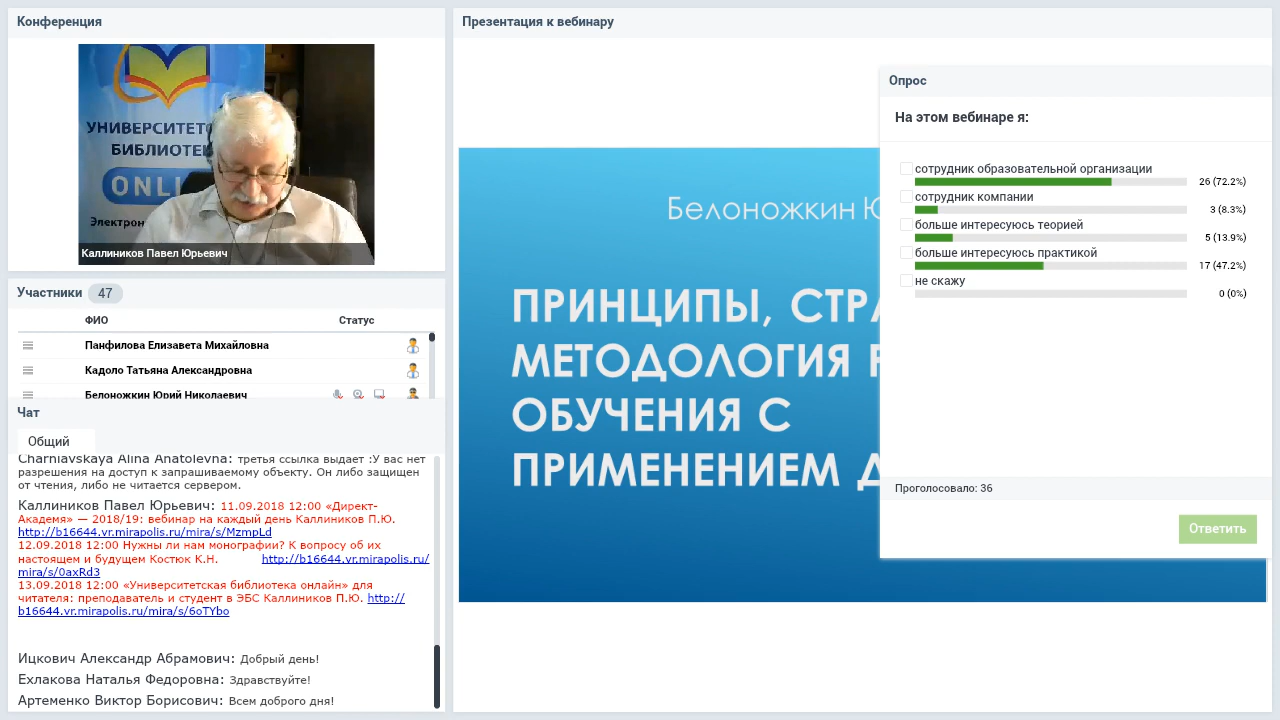 Конференция
УНИВЕРСИТЕТ
БИБЛИОТЕ
ONLI
Электрон
Каллиников Павел Юрьевич
Участники 47
ФИО Статус
Панфилова Елизавета Михайловна
Кадоло Татьяна Александровна
Белоножкин Юрий Николаевич
Чат
Общий
Charniavskaya Alina Anatolevna: третья ссылка выдает :У вас нет
разрешения на доступ к запрашиваемому объекту. Он либо защищен
от чтения, либо не читается сервером.
Каллиников Павел Юрьевич: 11.09.2018 12:00 «Директ-
Академя» — 2018/19: вебинар на каждый день Каллиников П.Ю.
http://b16644.vr.mirapolis.ru/mira/s/MzmpLd
12.09.2018 12:00 Нужны ли нам монографии? К вопросу об их
настоящем и будущем Костюк К.Н. http://b16644.vr.mirapolis.ru/
mira/s/0axRd3
13.09.2018 12:00 «Университетская библиотека онлайн» для
читателя: преподаватель и студент в ЭБС Каллиников П.Ю. http://
b16644.vr.mirapolis.ru/mira/s/6oTYbo
Ицкович Александр Абрамович: Добрый день!
Ехлакова Наталья Федоровна: Здравствуйте!
Артеменко Виктор Борисович: Всем доброго дня!
Презентация к вебинару
Белоножкин Ю
ПРИНЦИПЫ, СТРА
МЕТОДОЛОГИЯ
ОБУЧЕНИЯ С
ПРИМЕНЕНИЕМ Д
Опрос
На этом вебинаре я:
сотрудник образовательной организации
26 (72.2%)
сотрудник компании
3 (8.3%)
больше интересуюсь теорией
5 (13.9%)
больше интересуюсь практикой
17 (47.2%)
не скажу
0 (0%)
Проголосовало: 36
Ответить